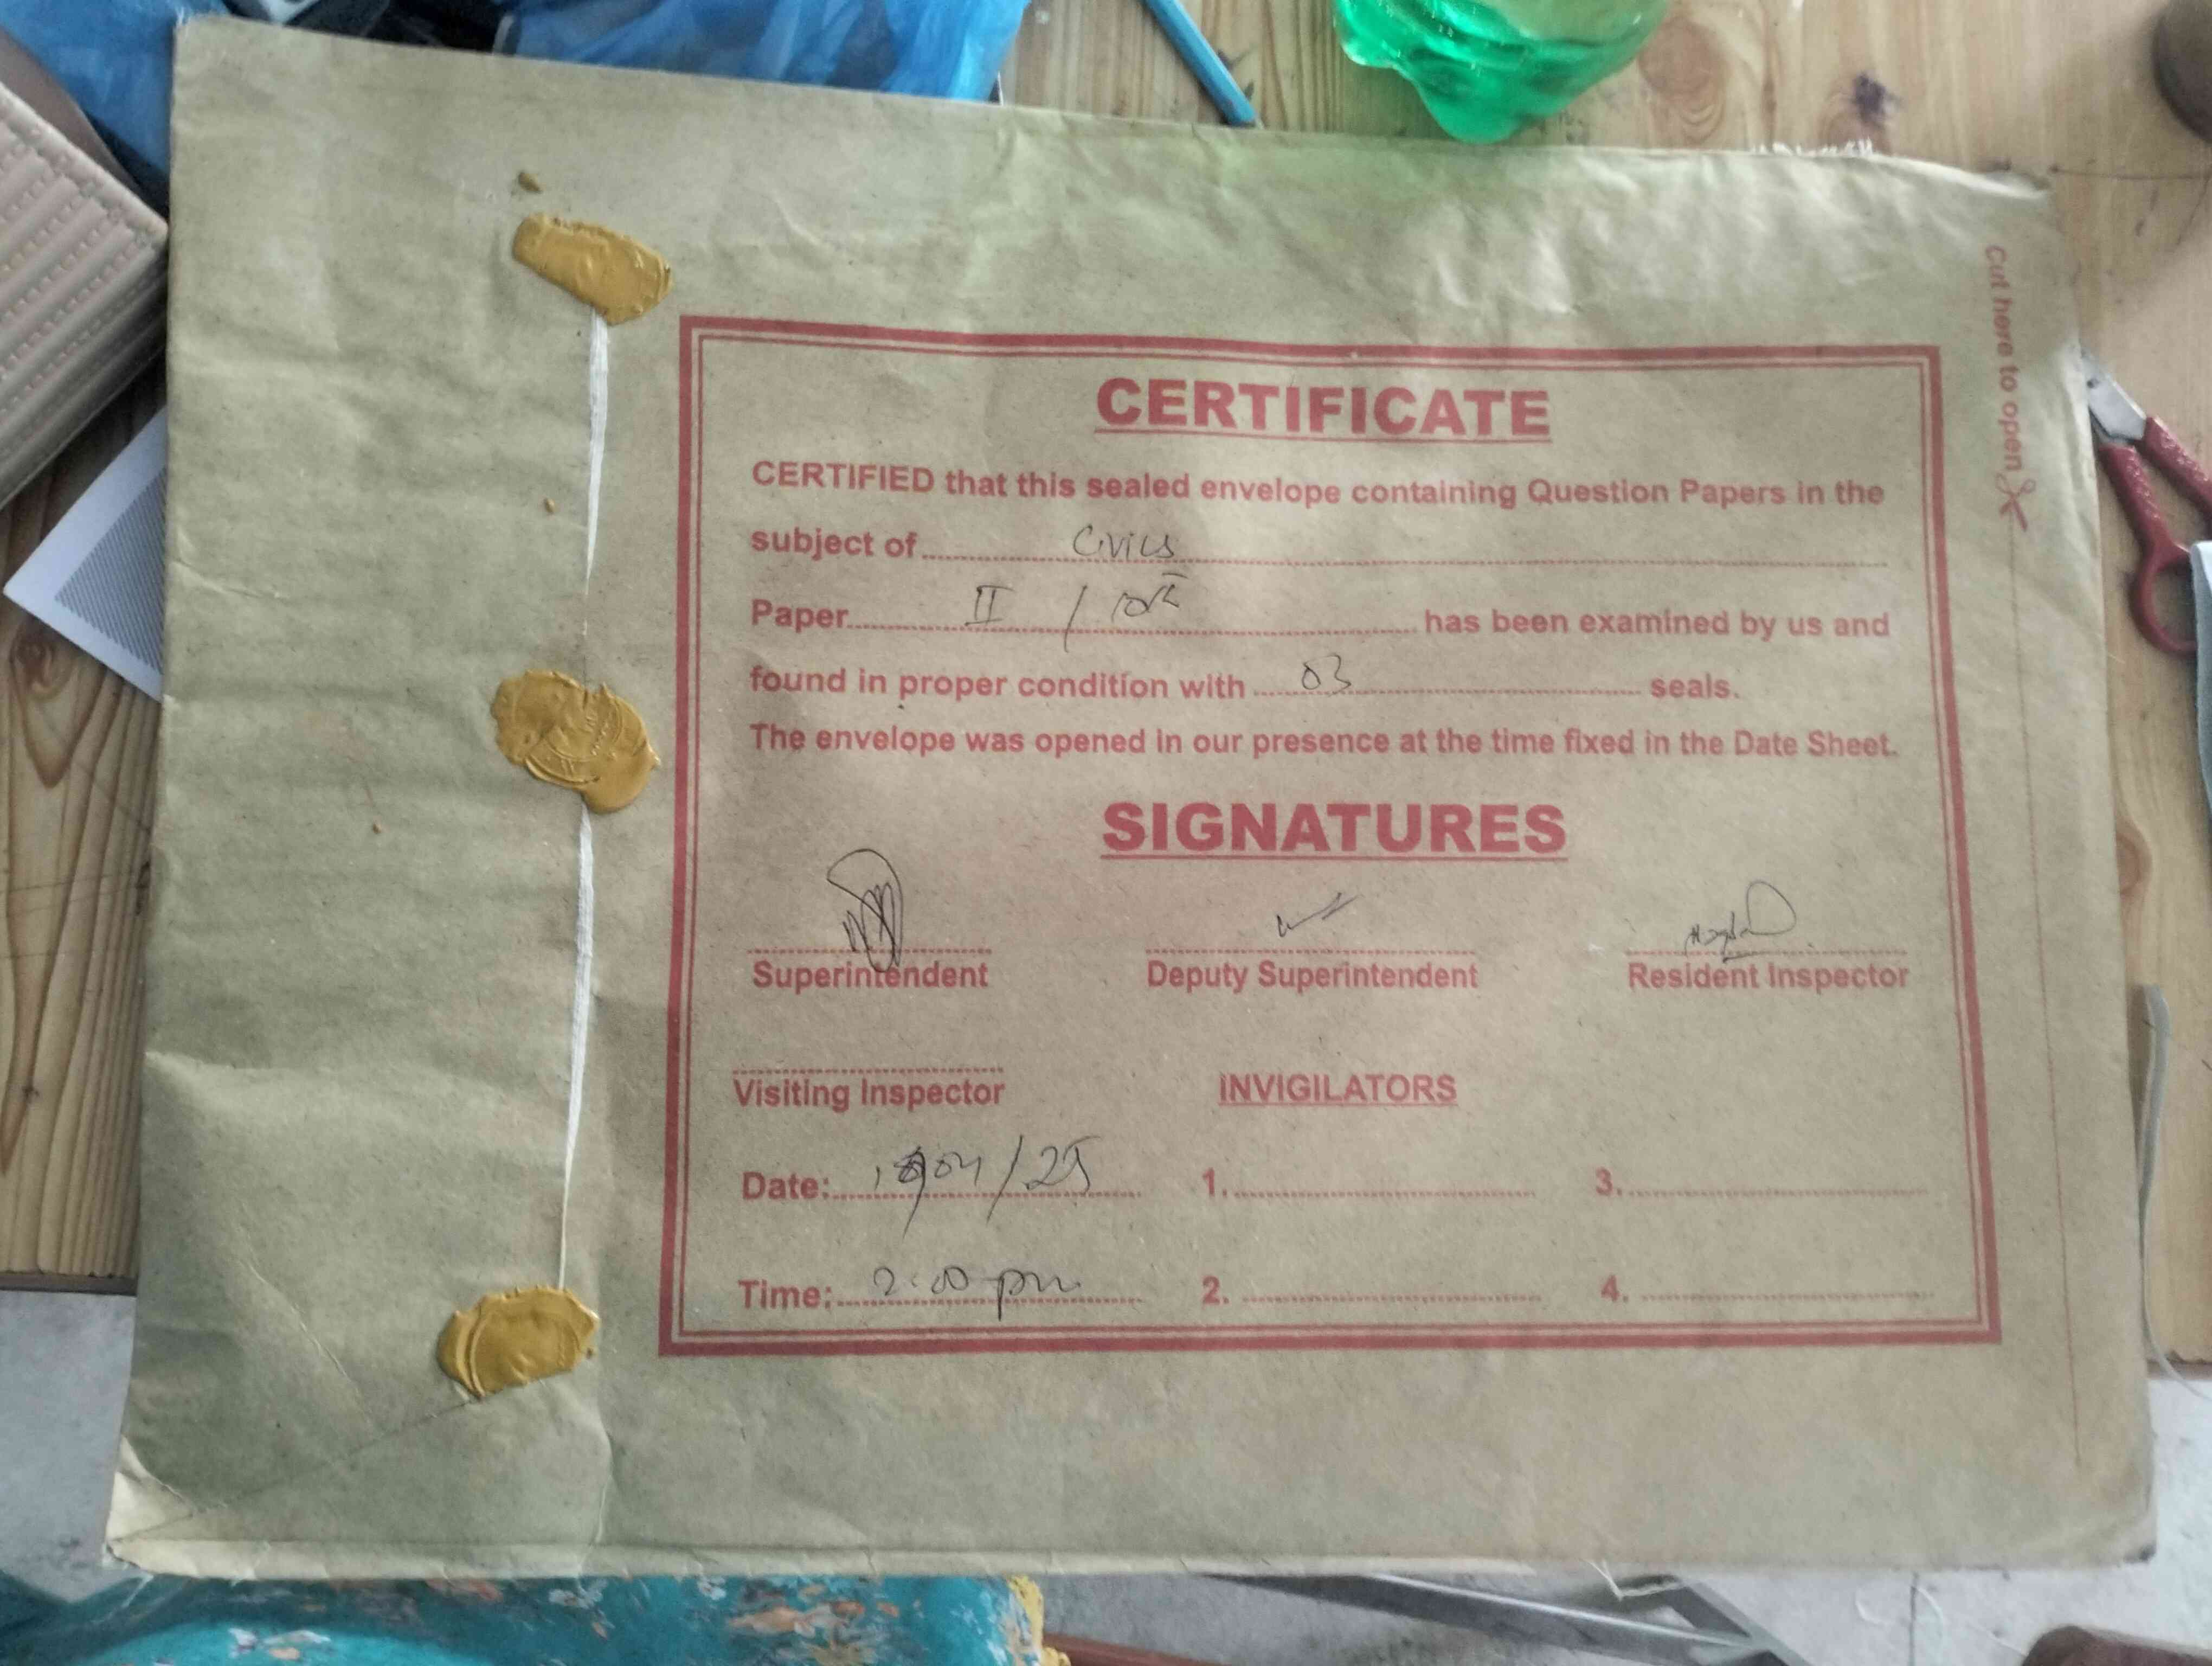 CERTIFICATE
CERTIFIED that this sealed envelope containing Question Papers in the
subject of Civics
Paper II / has been examined by us and
found in proper condition with 03 seals.
The envelope was opened in our presence at the time fixed in the Date Sheet.
SIGNATURES
Superintendent Deputy Superintendent Resident Inspector
Visiting Inspector INVIGILATORS
Date: /25 1. 3.
Time: 2:00 pm 2. 4.
Cut here to open